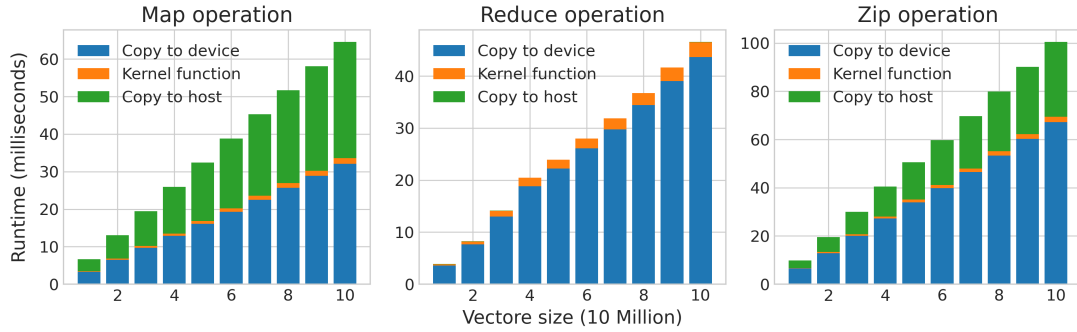 Map operation
Runtime (milliseconds)
0
10
20
30
40
50
60
Copy to device
Kernel function
Copy to host
2
4
6
8
10
Reduce operation
0
10
20
30
40
Copy to device
Kernel function
Copy to host
2
4
6
8
10
Vectore size (10 Million)
Zip operation
0
20
40
60
80
100
Copy to device
Kernel function
Copy to host
2
4
6
8
10